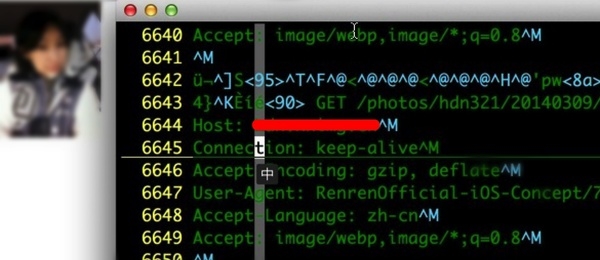 6640 Accept: image/webp,image/*;q=0.8^M
6641 ^M
6642 ü¬^]S<95>^T^F^@<^@^@^@<^@^@^@^H^@'pw<8a>
6643 4}^KÈíé<90> GET /photos/hdn321/20140309/
6644 Host: ^M
6645 Connection: keep-alive^M
中
6646 Accept-Encoding: gzip, deflate^M
6647 User-Agent: RenrenOfficial-iOS-Concept/7
6648 Accept-Language: zh-cn^M
6649 Accept: image/webp,image/*;q=0.8^M
6650 ^M